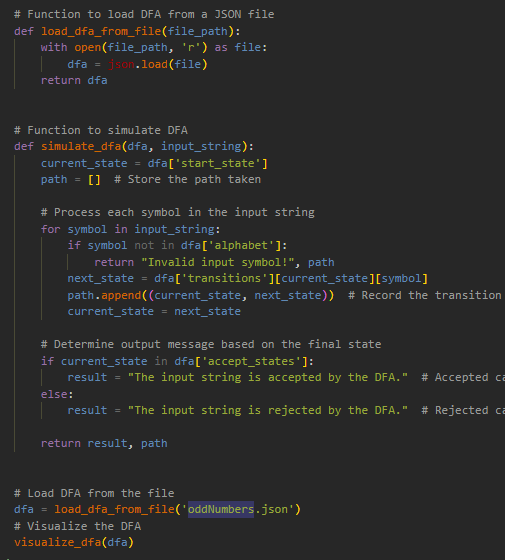 # Function to load DFA from a JSON file
def load_dfa_from_file(file_path):
    with open(file_path, 'r') as file:
        dfa = json.load(file)
    return dfa

# Function to simulate DFA
def simulate_dfa(dfa, input_string):
    current_state = dfa['start_state']
    path = []  # Store the path taken

    # Process each symbol in the input string
    for symbol in input_string:
        if symbol not in dfa['alphabet']:
            return "Invalid input symbol!", path
        next_state = dfa['transitions'][current_state][symbol]
        path.append((current_state, next_state))  # Record the transition
        current_state = next_state

    # Determine output message based on the final state
    if current_state in dfa['accept_states']:
        result = "The input string is accepted by the DFA."  # Accepted ca
    else:
        result = "The input string is rejected by the DFA."  # Rejected ca

    return result, path

# Load DFA from the file
dfa = load_dfa_from_file('oddNumbers.json')
# Visualize the DFA
visualize_dfa(dfa)